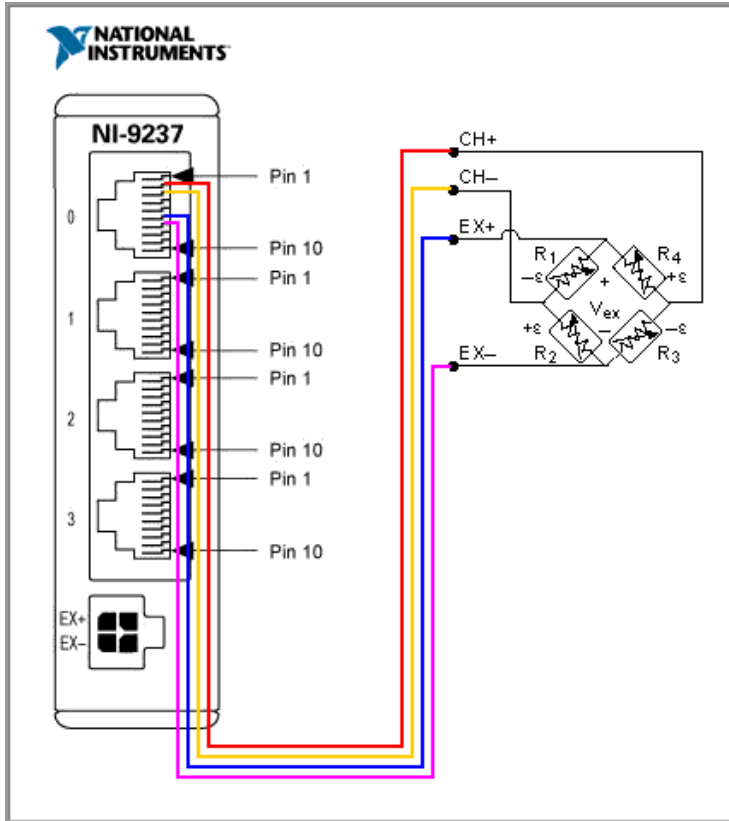 NATIONAL
INSTRUMENTS
NI-9237
0
Pin 1
Pin 10
1
Pin 1
Pin 10
2
Pin 1
Pin 10
3
Pin 1
Pin 10
EX+
EX–
CH+
CH–
EX+
R1
R4
–ε
+
+ε
Vex
+ε
–
–ε
EX–
R2
R3